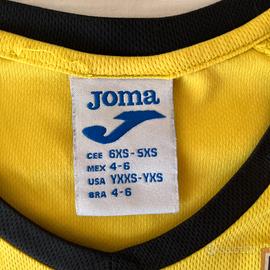 JOMA
CEE 6XS-5XS
MEX 4-6
USA YXXS-YXS
BRA 4-6